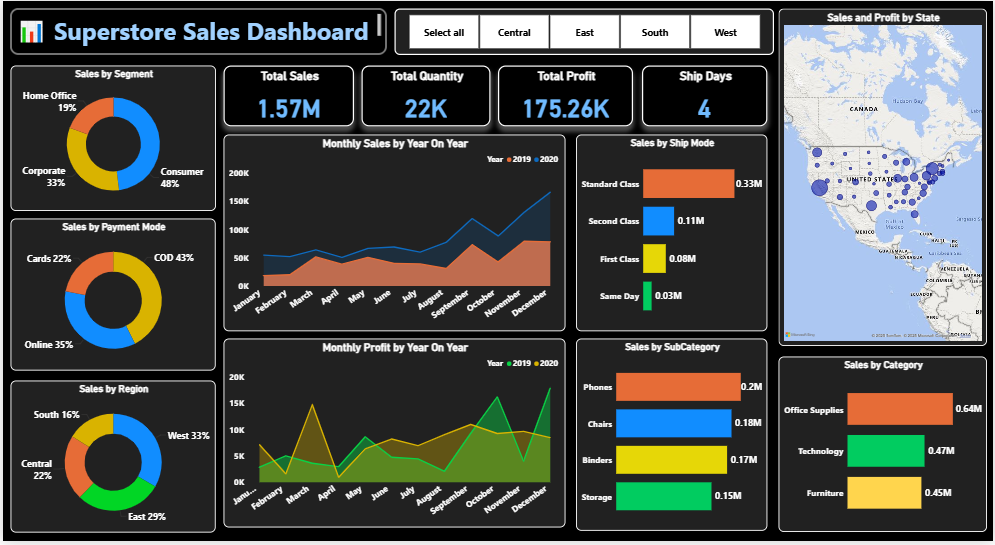 Superstore Sales Dashboard
Select all
Central
East
South
West
Total Sales
1.57M
Total Quantity
22K
Total Profit
175.26K
Ship Days
4
Sales by Segment
Home Office
19%
Corporate
33%
Consumer
48%
Sales by Payment Mode
Cards 22%
COD 43%
Online 35%
Sales by Region
South 16%
West 33%
Central
22%
East 29%
Monthly Sales by Year On Year
Year 2019 2020
200K
150K
100K
50K
0K
January
February
March
April
May
June
July
August
September
October
November
December
Monthly Profit by Year On Year
Year 2019 2020
20K
15K
10K
5K
0K
Janu...
February
March
April
May
June
July
August
September
October
November
December
Sales by Ship Mode
Standard Class 0.33M
Second Class 0.11M
First Class 0.08M
Same Day 0.03M
Sales by SubCategory
Phones 0.2M
Chairs 0.18M
Binders 0.17M
Storage 0.15M
Sales and Profit by State
Hudson Bay
CANADA
UNITED STATES
Gulf of
Mexico
MEXICO
CUBA
HAITI
GUATEMALA
NICARAGUA
Caribbean Sea
VENEZUELA
COLOMBIA
ECUADOR
PERU
BOLIVIA
Sales by Category
Office Supplies 0.64M
Technology 0.47M
Furniture 0.45M